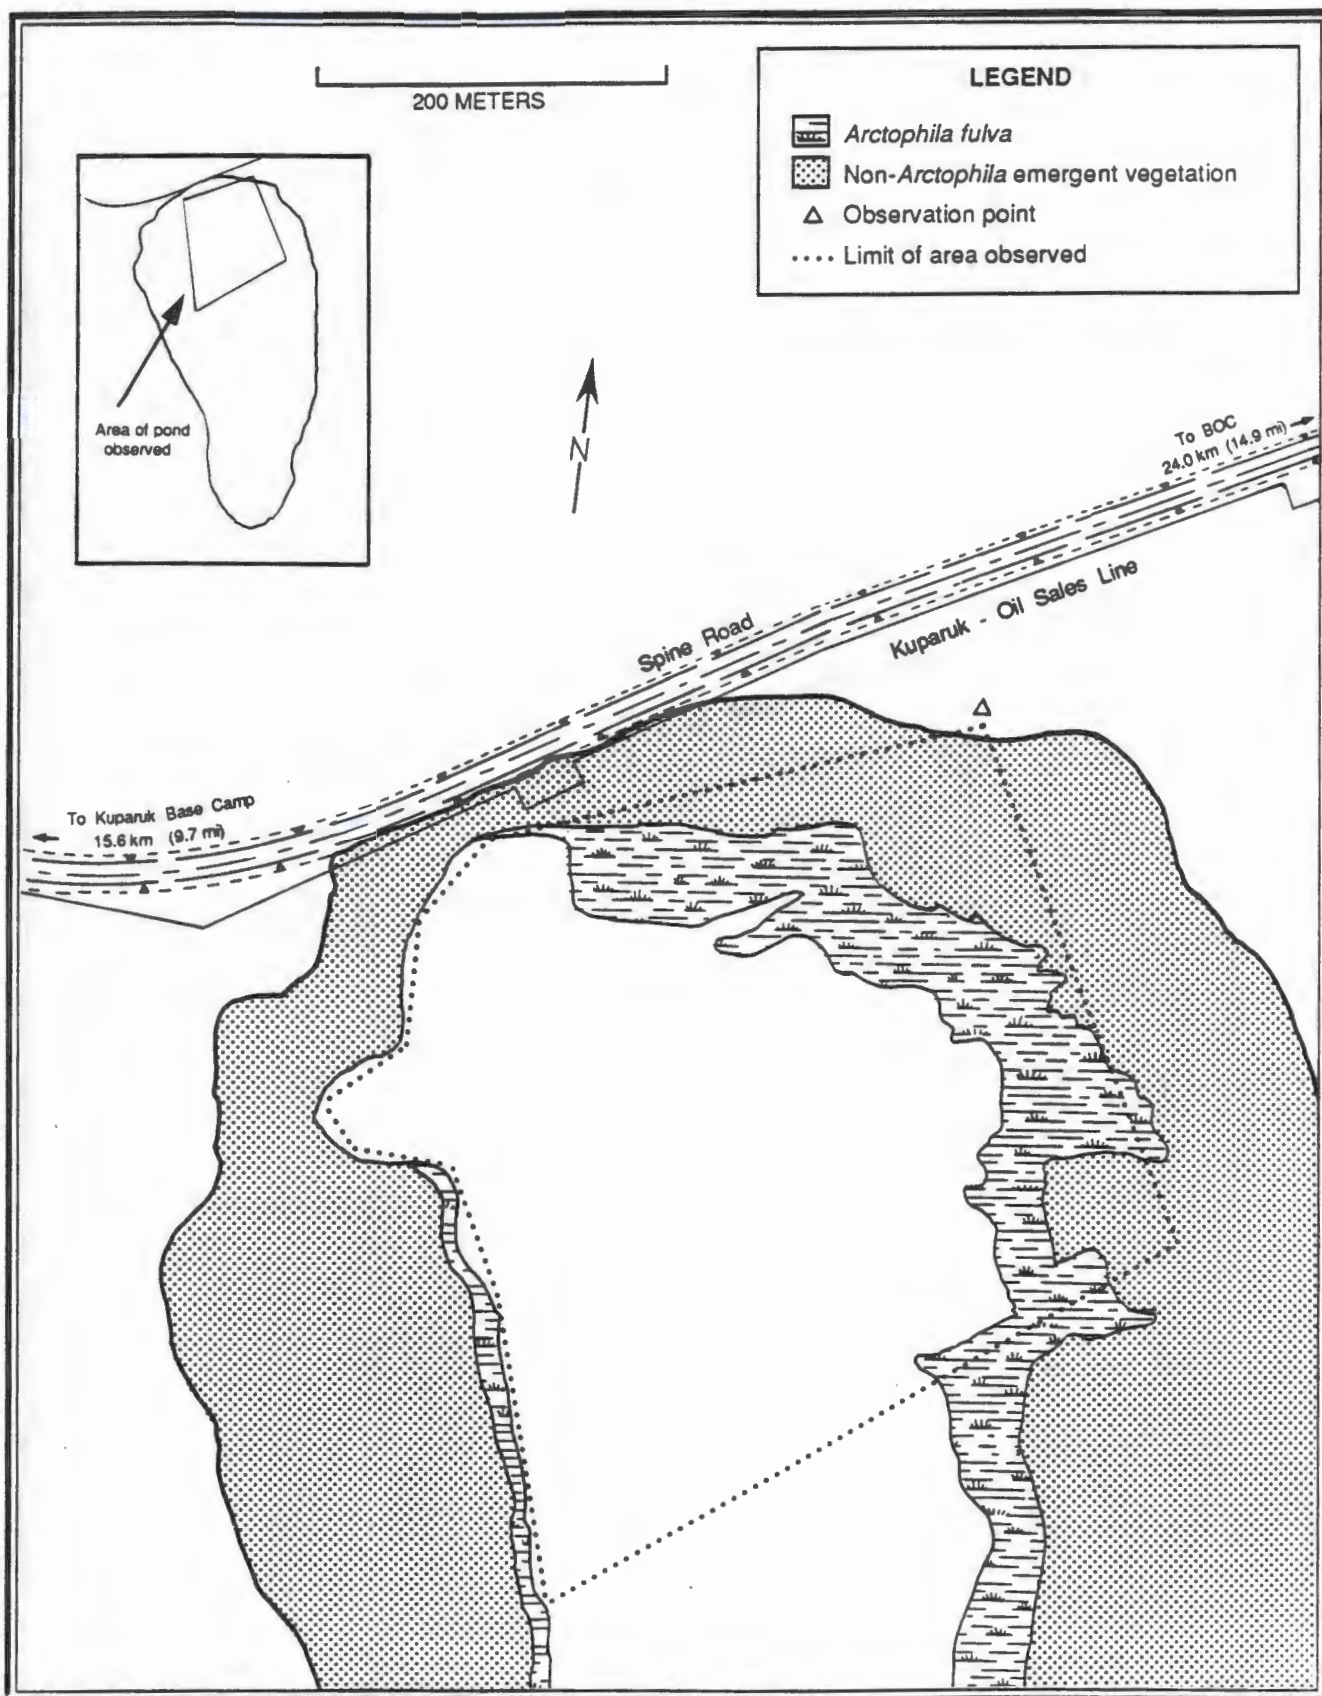 200 METERS
LEGEND
Arctophila fulva
Non-Arctophila emergent vegetation
Observation point
Limit of area observed
Area of pond
observed
N
To BOC
24.0 km (14.9 mi)
Spine Road
Kuparuk - Oil Sales Line
To Kuparuk Base Camp
15.6 km (9.7 mi)